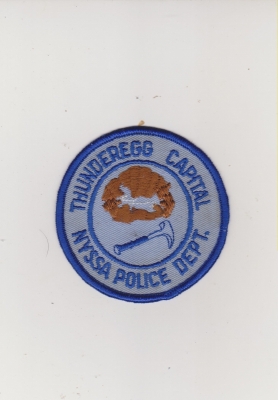 THUNDEREGG CAPITAL
NYSSA POLICE DEPT.